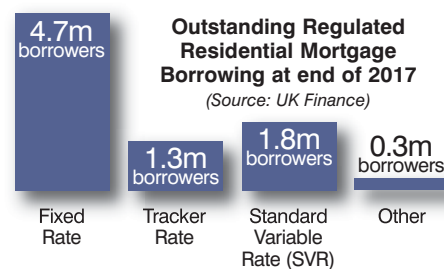 Outstanding Regulated
Residential Mortgage
Borrowing at end of 2017
(Source: UK Finance)
4.7m
borrowers
1.3m
borrowers
1.8m
borrowers
0.3m
borrowers
Fixed
Rate
Tracker
Rate
Standard
Variable
Rate (SVR)
Other